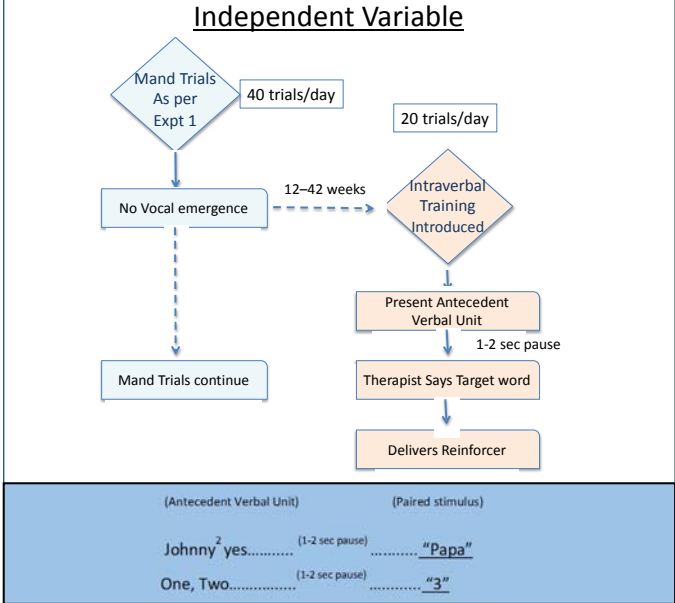 Independent Variable
Mand Trials
As per
Expt 1
40 trials/day
20 trials/day
No Vocal emergence
12–42 weeks
Intraverbal
Training
Introduced
Present Antecedent
Verbal Unit
1-2 sec pause
Mand Trials continue
Therapist Says Target word
Delivers Reinforcer
(Antecedent Verbal Unit) (Paired stimulus)
Johnny² yes.......... (1-2 sec pause) ..........."Papa"
One, Two................ (1-2 sec pause) ..........."3"